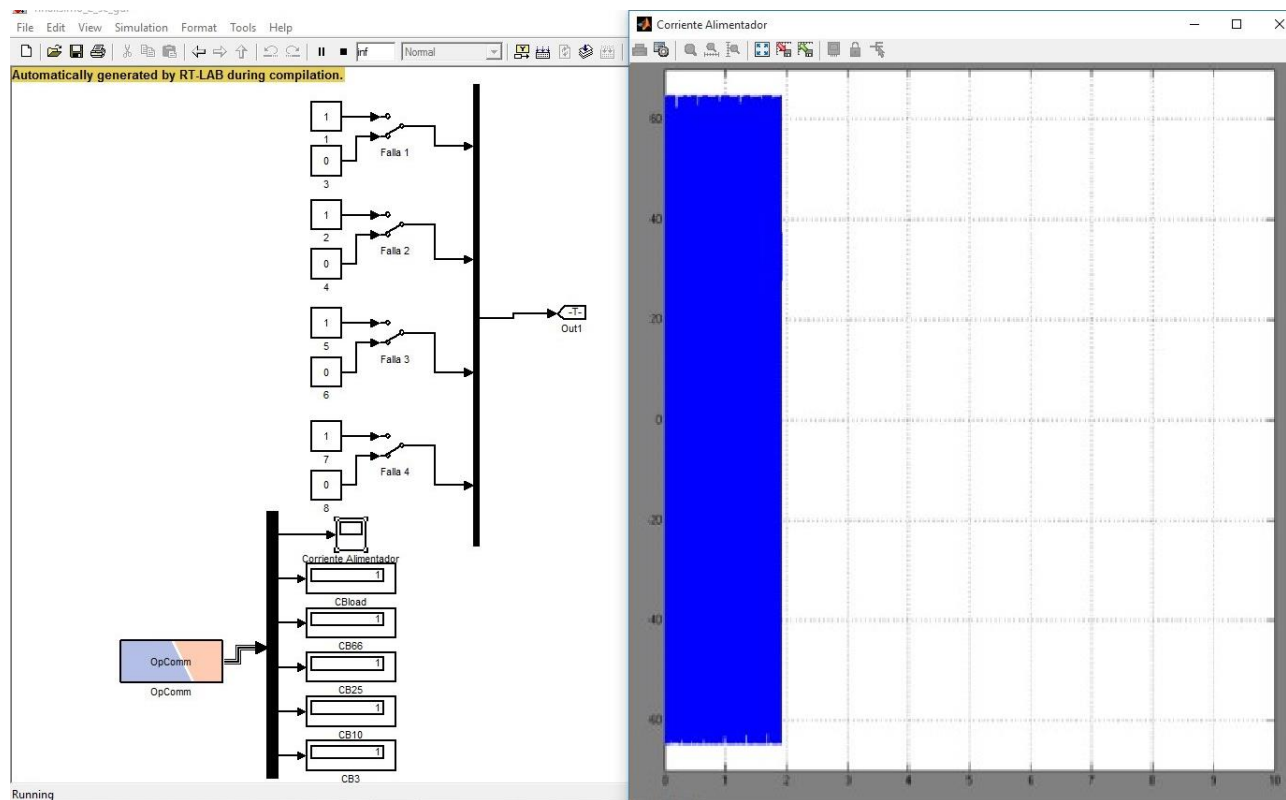 File Edit View Simulation Format Tools Help
inf Normal
Automatically generated by RT-LAB during compilation.
1
1
0
3
Falla 1
1
2
0
4
Falla 2
1
5
0
6
Falla 3
1
7
0
8
Falla 4
-T-
Out1
Corriente Alimentador
1
CBload
1
CB66
1
CB25
1
CB10
1
CB3
OpComm
OpComm
Running
Corriente Alimentador
60
40
20
0
-20
-40
-60
0 1 2 3 4 5 6 7 8 9 10